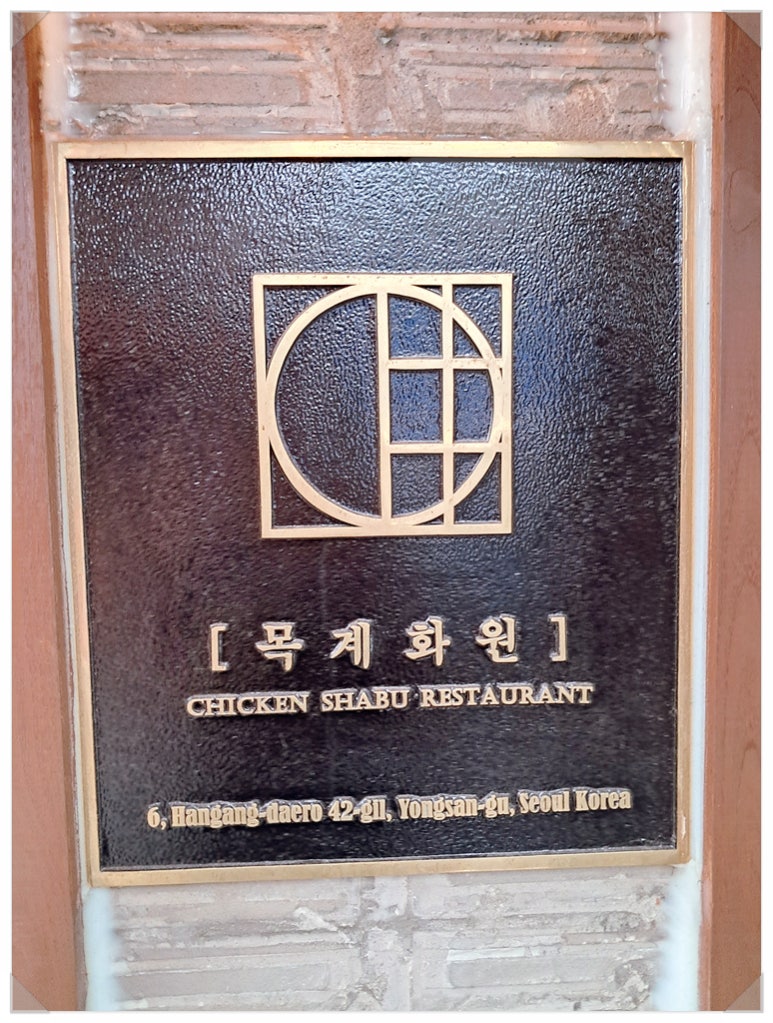 [목계화원]
CHICKEN SHABU RESTAURANT
6, Hangang-daero 42-gil, Yongsan-gu, Seoul Korea